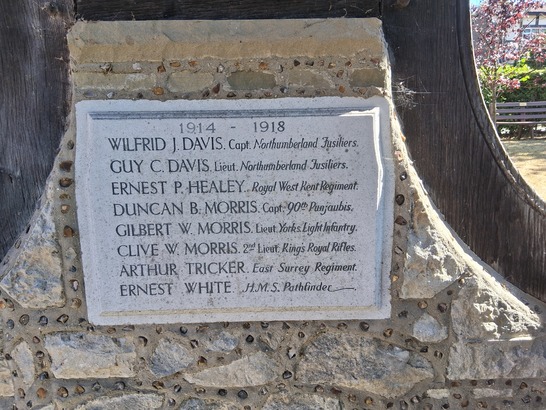 1914 - 1918
WILFRID J. DAVIS. Capt. Northumberland Fusiliers.
GUY C. DAVIS. Lieut. Northumberland Fusiliers.
ERNEST P. HEALEY. Royal West Kent Regiment.
DUNCAN B. MORRIS. Capt. 90th Punjaubis.
GILBERT W. MORRIS. Lieut. Yorks. Light Infantry.
CLIVE W. MORRIS. 2nd Lieut. King's Royal Rifles.
ARTHUR TRICKER. East Surrey Regiment.
ERNEST WHITE. H.M.S. Pathfinder